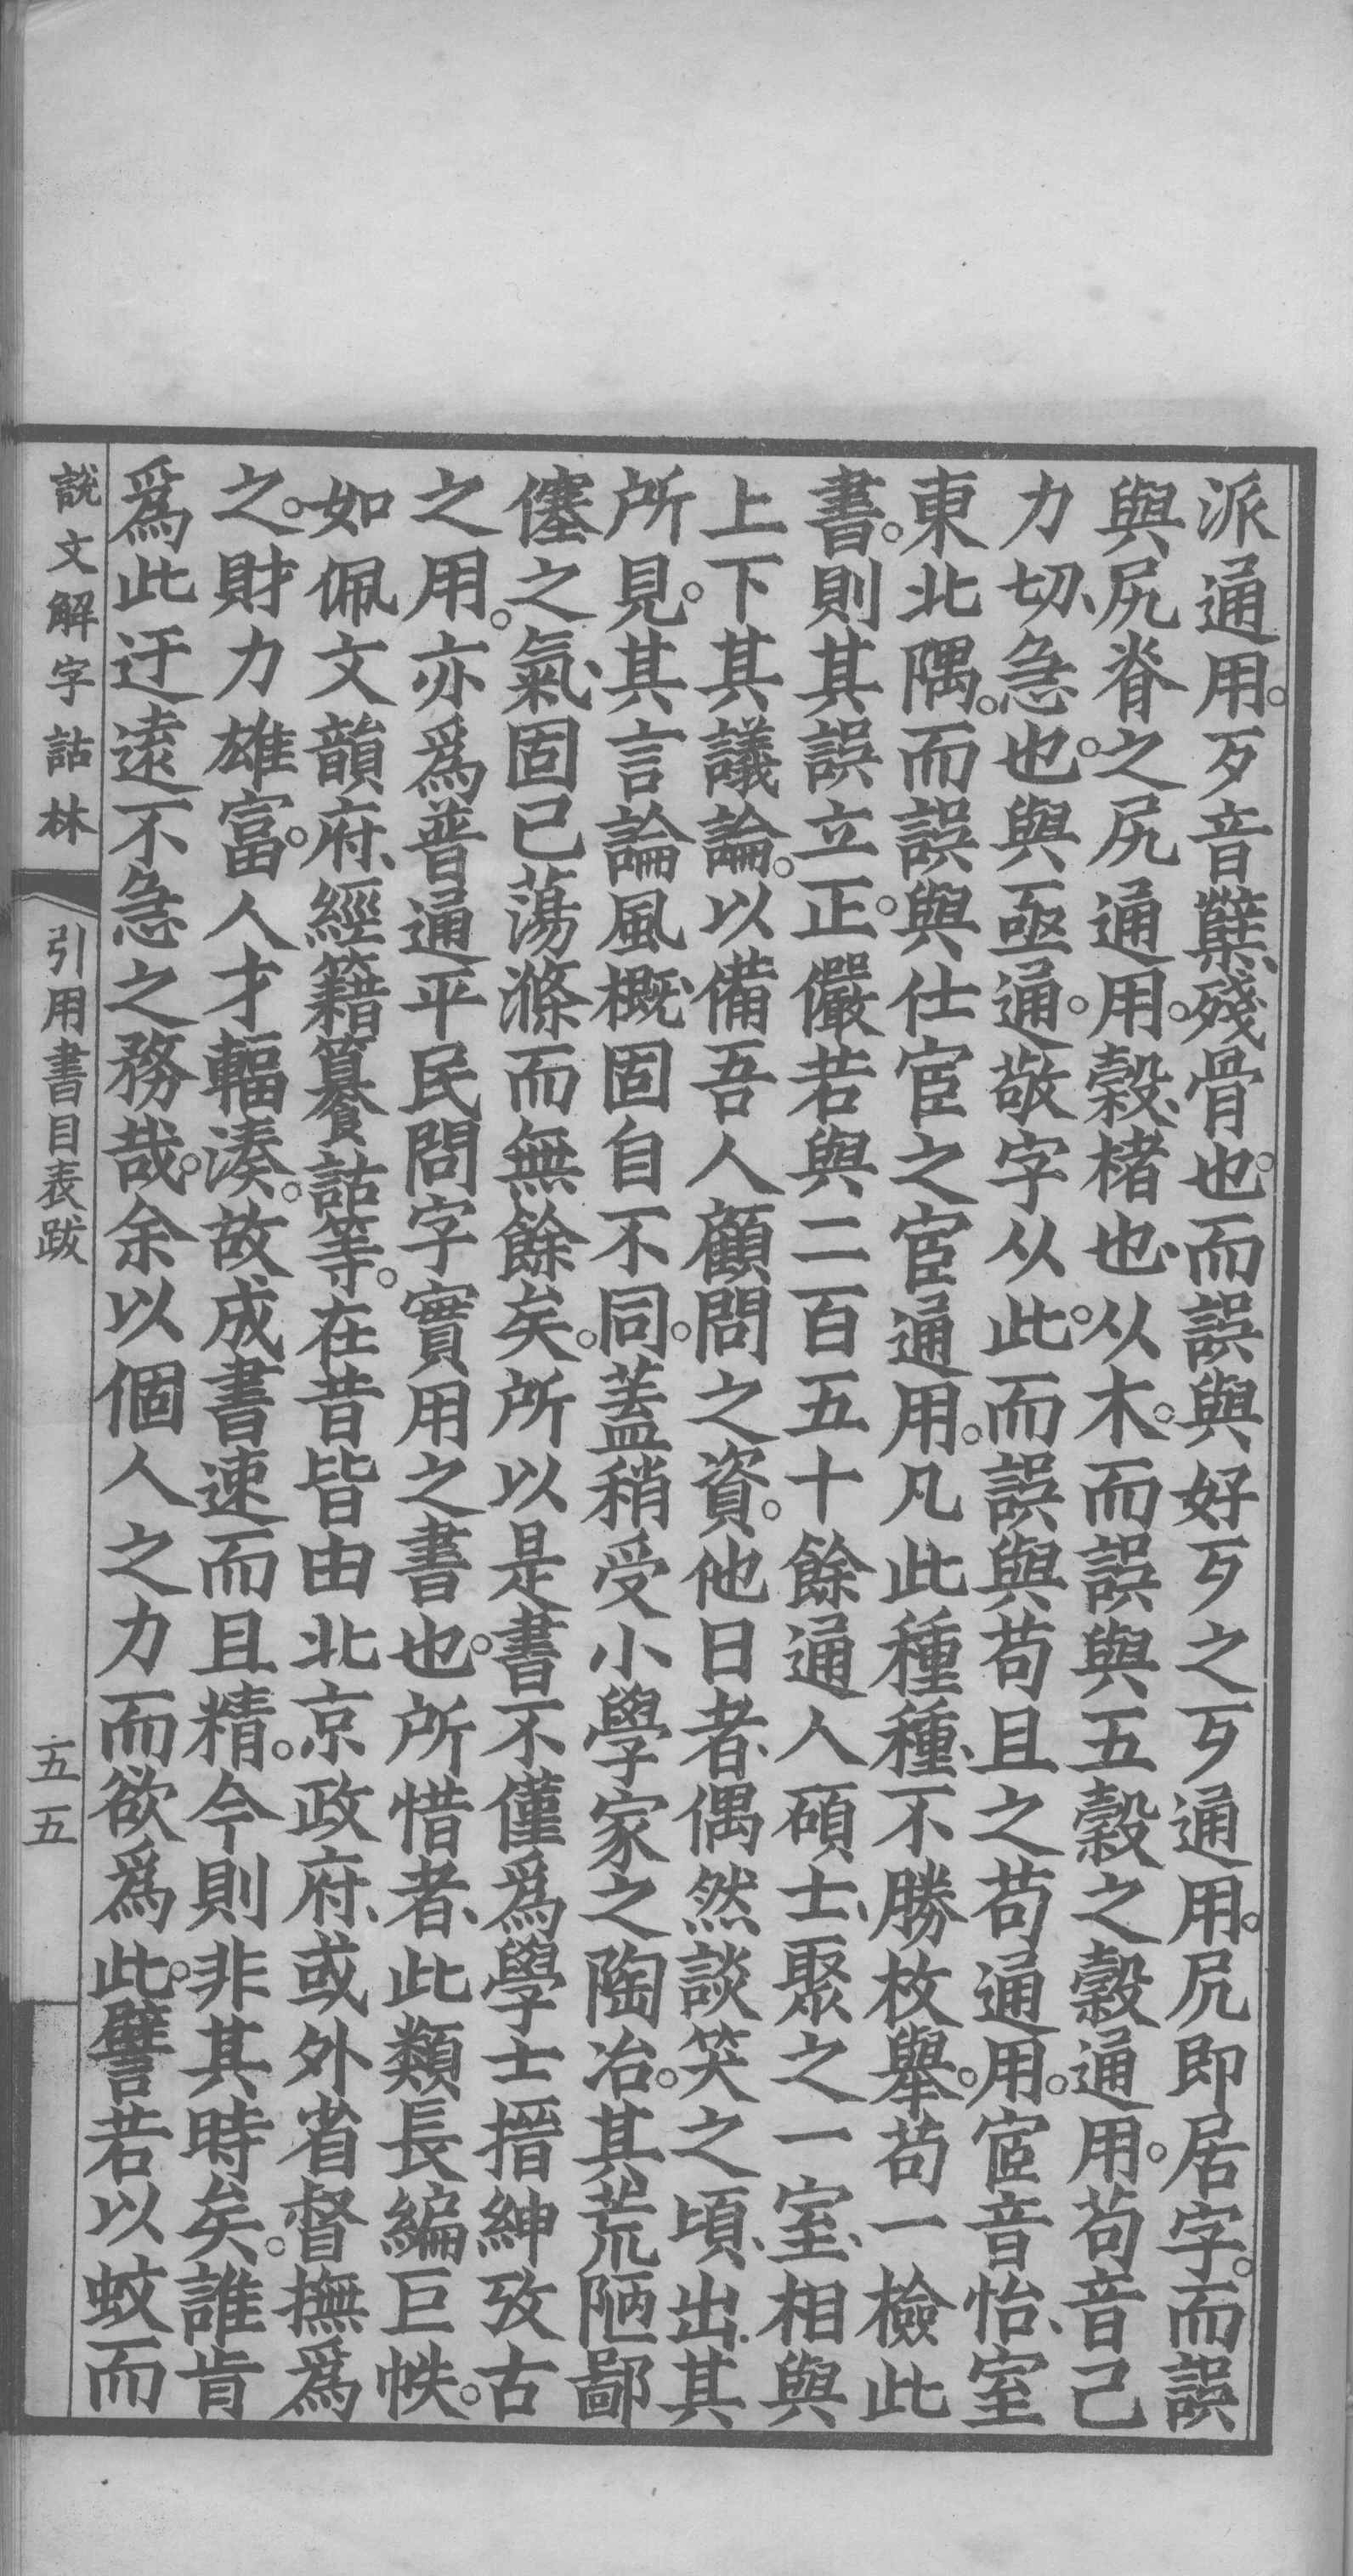 派通用。歹音櫱、殘骨也。而誤與好歹之歹通用。凥即居字。而誤
與尻脊之尻通用。榖、楮也、从木。而誤與五穀之穀通用。茍音己
力切、急也。與亟通。敬字从此。而誤與苟且之苟通用。宧音怡、室
東北隅。而誤與仕宦之宦通用。凡此種種、不勝枚舉。苟一檢此
書。則其誤立正。儼若與二百五十餘通人碩士、聚之一室、相與
上下其議論。以備吾人顧問之資。他日者、偶然談笑之頃、出其
所見。其言論風概、固自不同。蓋稍受小學家之陶冶。其荒陋鄙
僿之氣、固已蕩滌而無餘矣。所以是書不僅爲學士搢紳攷古
之用。亦爲普通平民問字實用之書也。所惜者、此類長編巨帙。
如佩文韻府、經籍籑詁等。在昔皆由北京政府、或外省督撫爲
之。財力雄富。人才輻湊。故成書速而且精。今則非其時矣。誰肯
爲此迂遠不急之務哉。余以個人之力而欲爲此。譬若以蚊而
說文解字詁林
引用書目表跋
五五